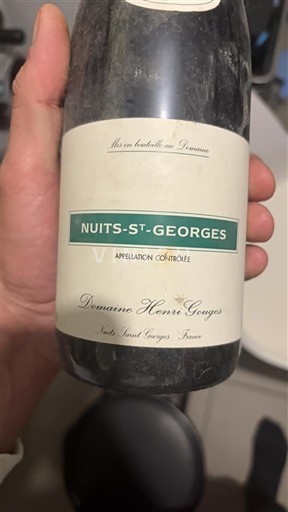 Mis en bouteille au Domaine
NUITS-Sᵀ-GEORGES
APPELLATION CONTRÔLÉE
Domaine Henri Gouges
Nuits Saint Georges France